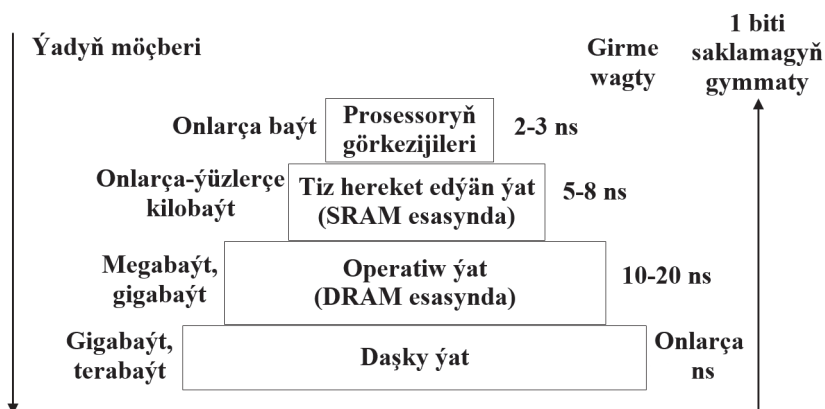 Ýadyň möçberi
Girme
wagty
1 biti
saklamagyň
gymmaty
Onlarça baýt
Prosessoryň
görkezijileri
2-3 ns
Onlarça-ýüzlerçe
kilobaýt
Tiz hereket edýän ýat
(SRAM esasynda)
5-8 ns
Megabaýt,
gigabaýt
Operatiw ýat
(DRAM esasynda)
10-20 ns
Gigabaýt,
terabaýt
Daşky ýat
Onlarça
ns